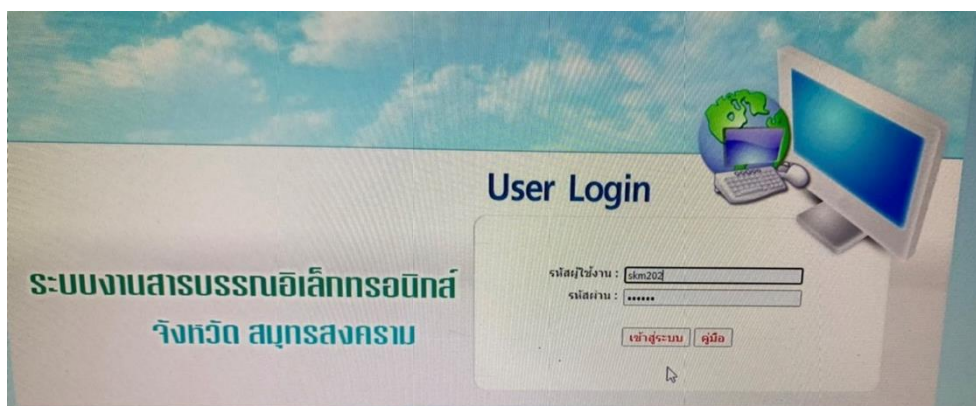 User Login
ระบบงานสารบรรณอิเล็กทรอนิกส์
จังหวัด สมุทรสงคราม
รหัสผู้ใช้งาน : skm202
รหัสผ่าน : ••••••
เข้าสู่ระบบ คู่มือ